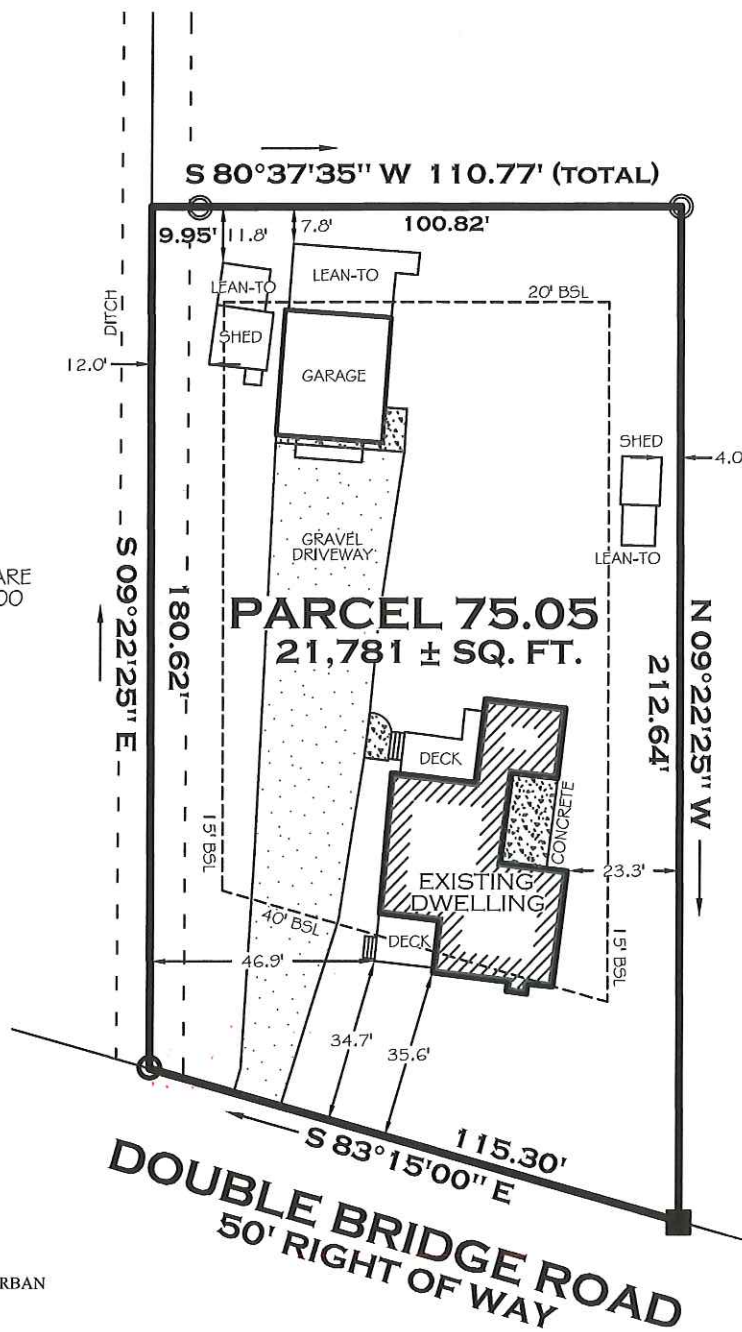 S 80°37'35" W 110.77' (TOTAL)
9.95'
11.8'
7.8'
100.82'
LEAN-TO
LEAN-TO
20' BSL
DITCH
SHED
12.0'
GARAGE
SHED
4.0
LEAN-TO
GRAVEL
DRIVEWAY
ARE
00
PARCEL 75.05
21,781 ± SQ. FT.
S 09°22'25" E
180.62'
N 09°22'25" W
212.64'
DECK
CONCRETE
15' BSL
EXISTING
DWELLING
23.3'
40' BSL
DECK
46.9'
15' BSL
34.7'
35.6'
S 83°15'00" E
115.30'
DOUBLE BRIDGE ROAD
50' RIGHT OF WAY
RBAN